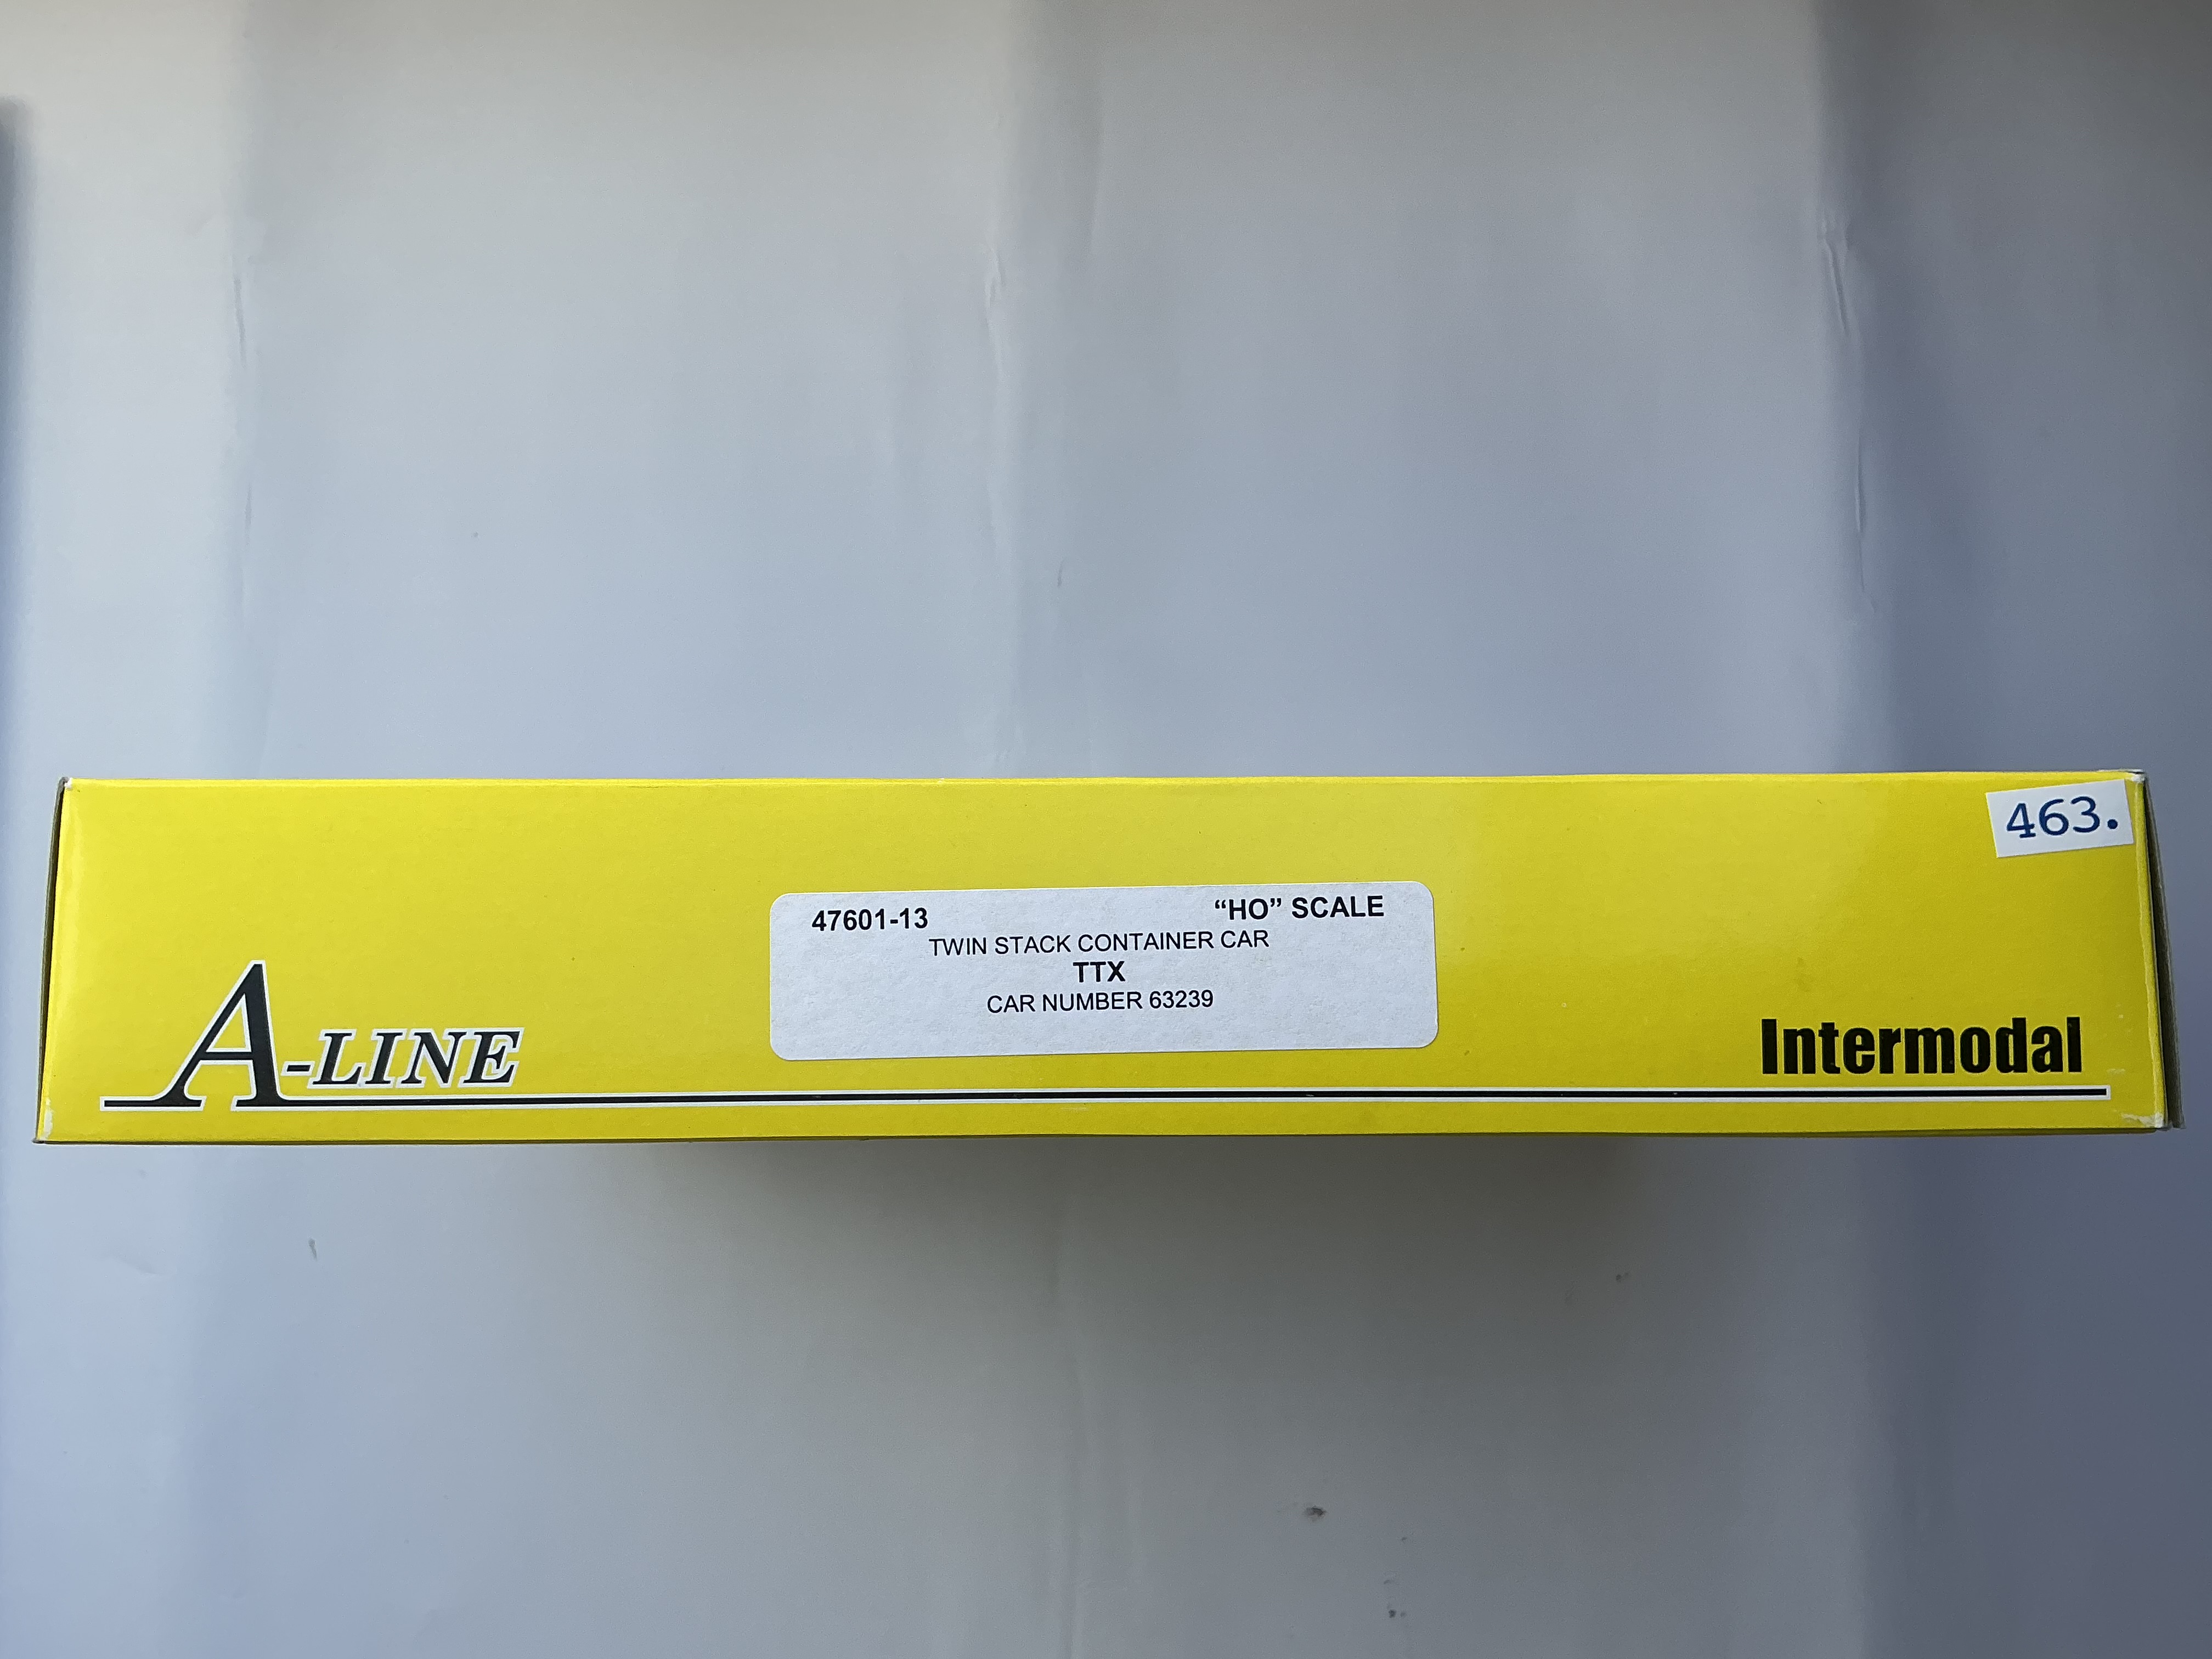 463.
47601-13 “HO” SCALE
TWIN STACK CONTAINER CAR
TTX
CAR NUMBER 63239
A-LINE
Intermodal